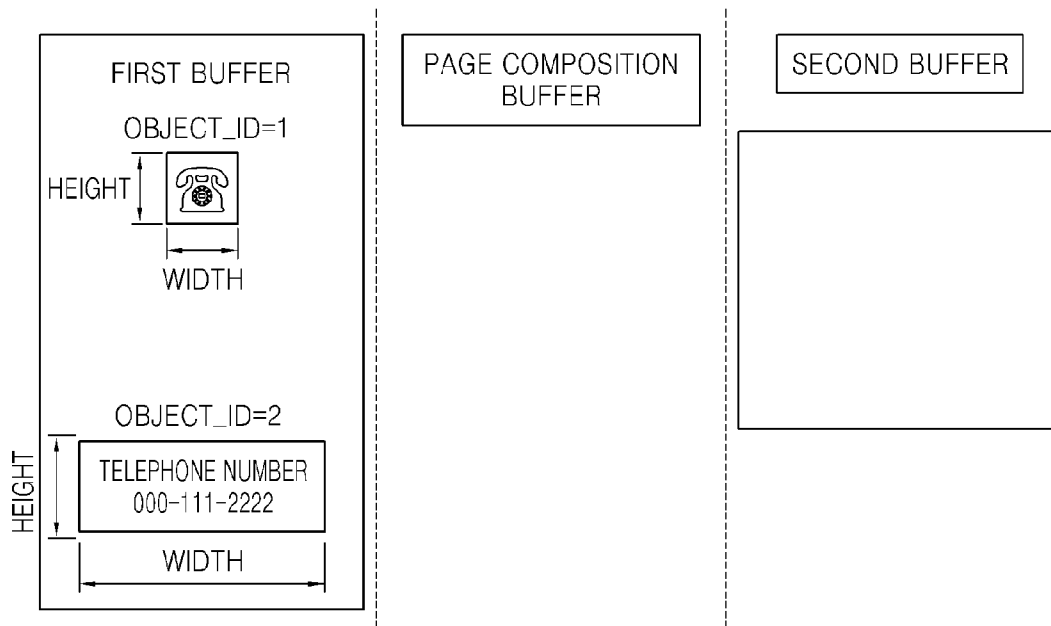 FIRST BUFFER
OBJECT_ID=1
HEIGHT
WIDTH
OBJECT_ID=2
HEIGHT
TELEPHONE NUMBER
000-111-2222
WIDTH
PAGE COMPOSITION
BUFFER
SECOND BUFFER